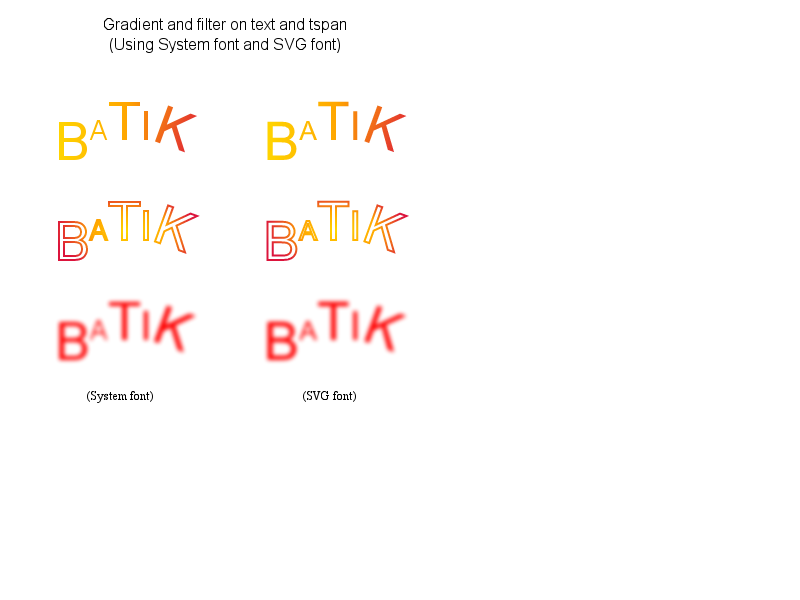 Gradient and filter on text and tspan
(Using System font and SVG font)
BATIK BATIK
BATIK BATIK
BATIK BATIK
(System font) (SVG font)